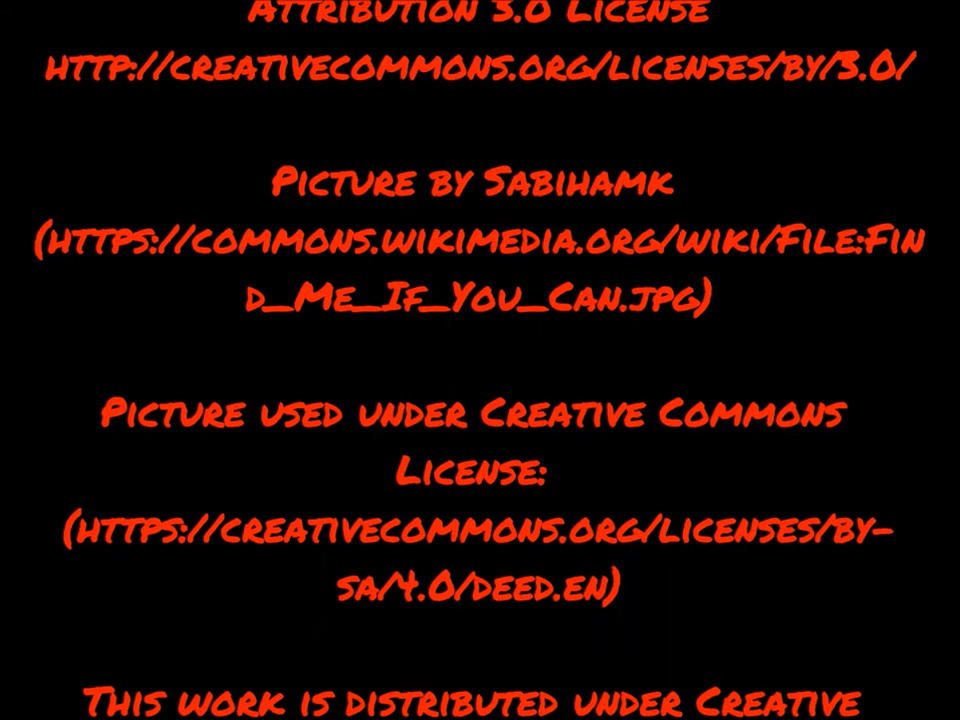 Attribution 3.0 License
http://creativecommons.org/licenses/by/3.0/
Picture by Sabihamk
(https://commons.wikimedia.org/wiki/File:Fin
d_Me_If_You_Can.jpg)
Picture used under Creative Commons
License:
(https://creativecommons.org/licenses/by-
sa/4.0/deed.en)
This work is distributed under Creative